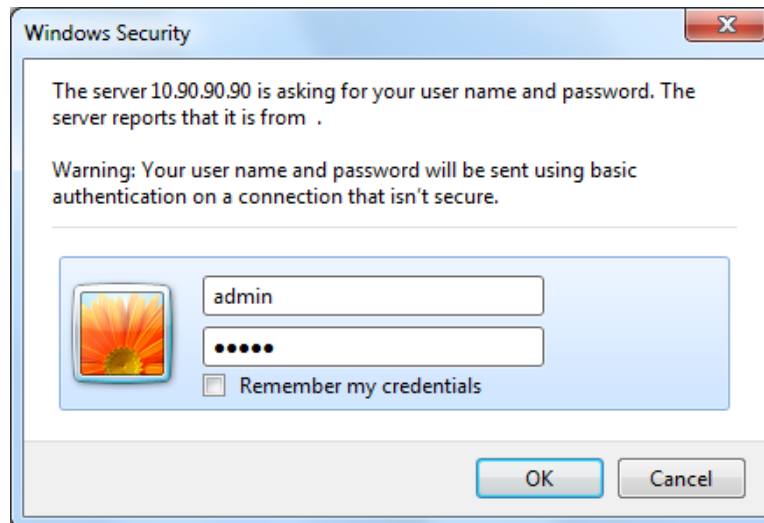 Windows Security
The server 10.90.90.90 is asking for your user name and password. The
server reports that it is from .
Warning: Your user name and password will be sent using basic
authentication on a connection that isn't secure.
admin
●●●●●
Remember my credentials
OK
Cancel